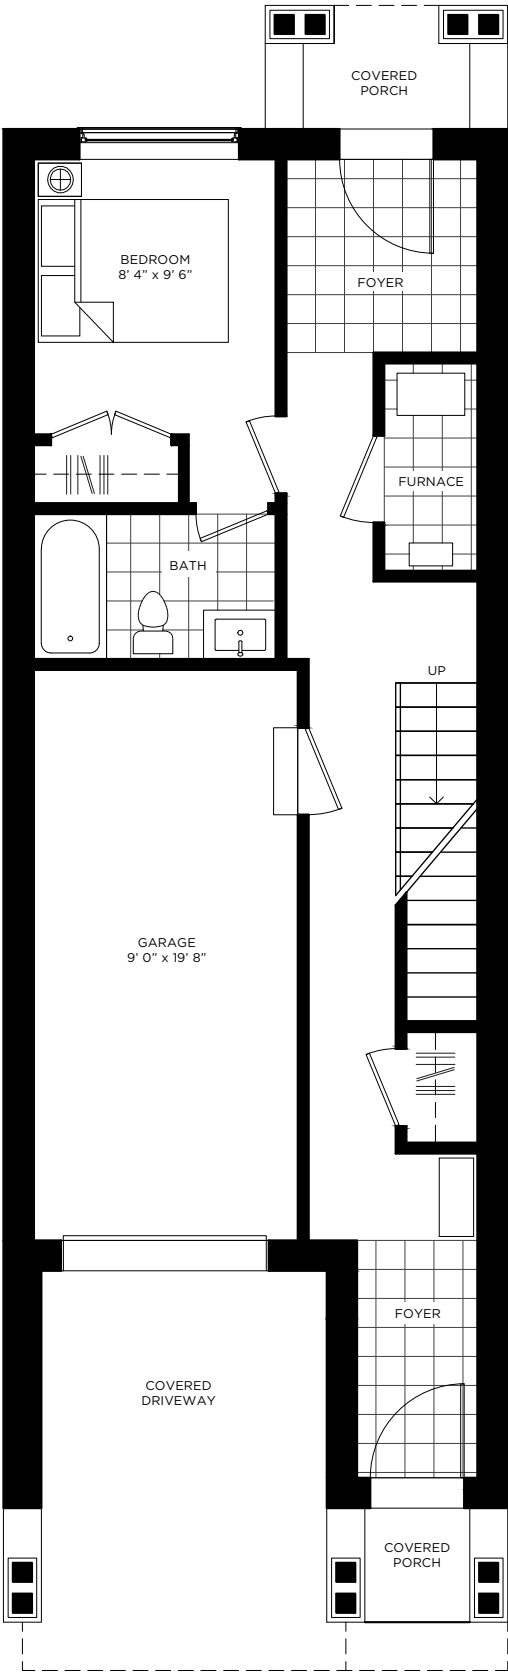 COVERED
PORCH
BEDROOM
8’ 4” x 9’ 6”
FOYER
FURNACE
BATH
UP
GARAGE
9’ 0” x 19’ 8”
FOYER
COVERED
DRIVEWAY
COVERED
PORCH